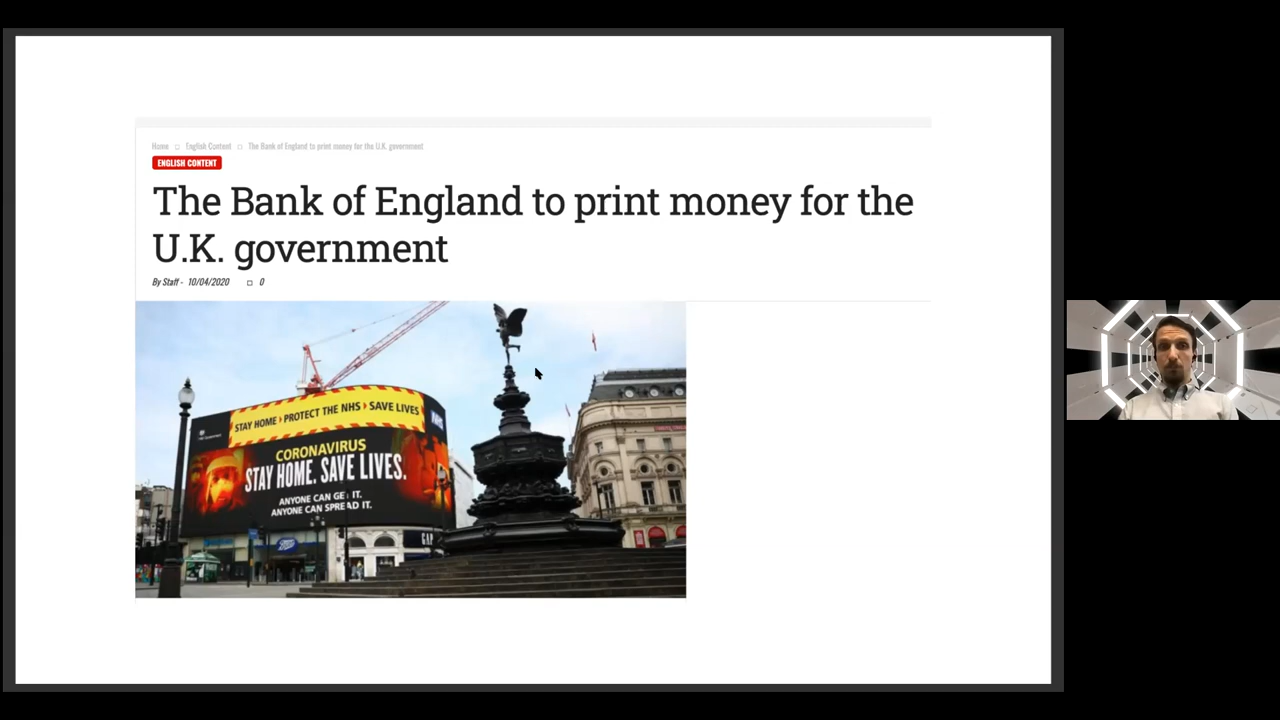 Home □ English Content □ The Bank of England to print money for the U.K. government
ENGLISH CONTENT
The Bank of England to print money for the
U.K. government
By Staff - 10/04/2020 □ 0
STAY HOME › PROTECT THE NHS › SAVE LIVES
NHS
CORONAVIRUS
STAY HOME. SAVE LIVES.
ANYONE CAN GET IT.
ANYONE CAN SPREAD IT.
Boots
GAP